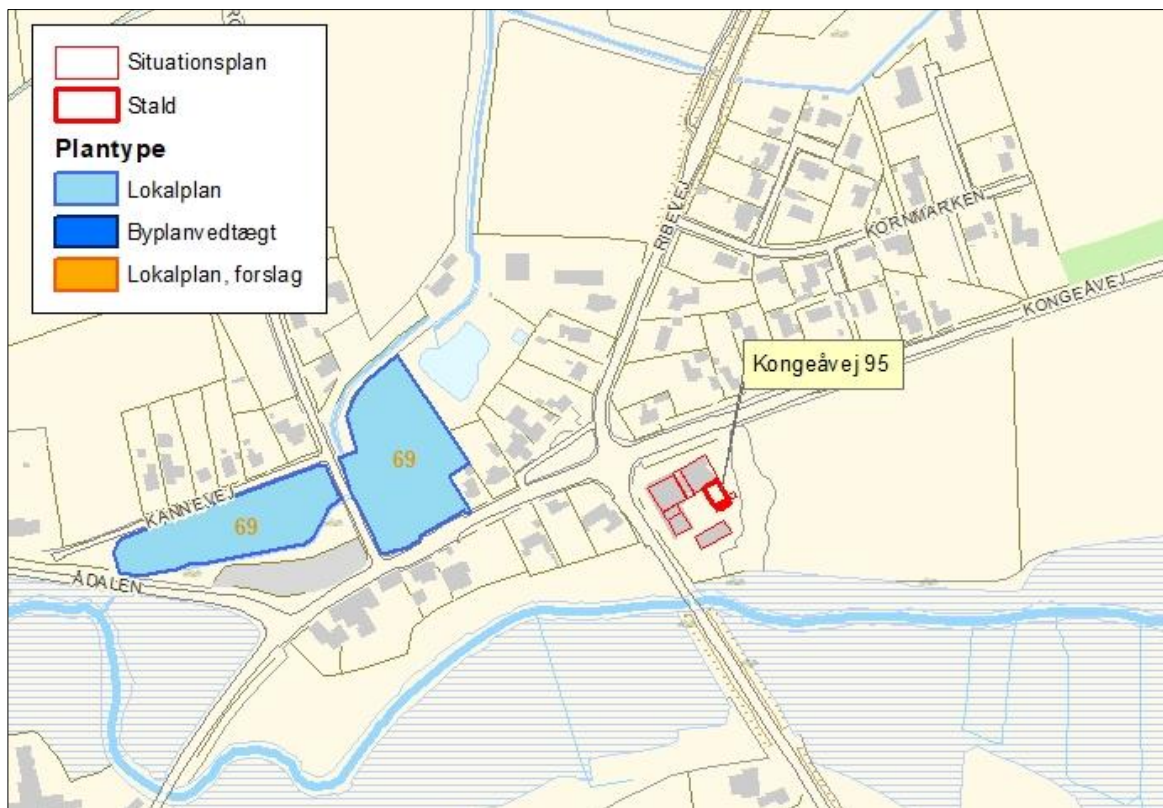 Situationsplan
Stald
Plantype
Lokalplan
Byplanvedtægt
Lokalplan, forslag
RIBEVEJ
KORNMARKEN
KONGEÅVEJ
Kongeåvej 95
69
69
KANNEVEJ
ÅDALEN